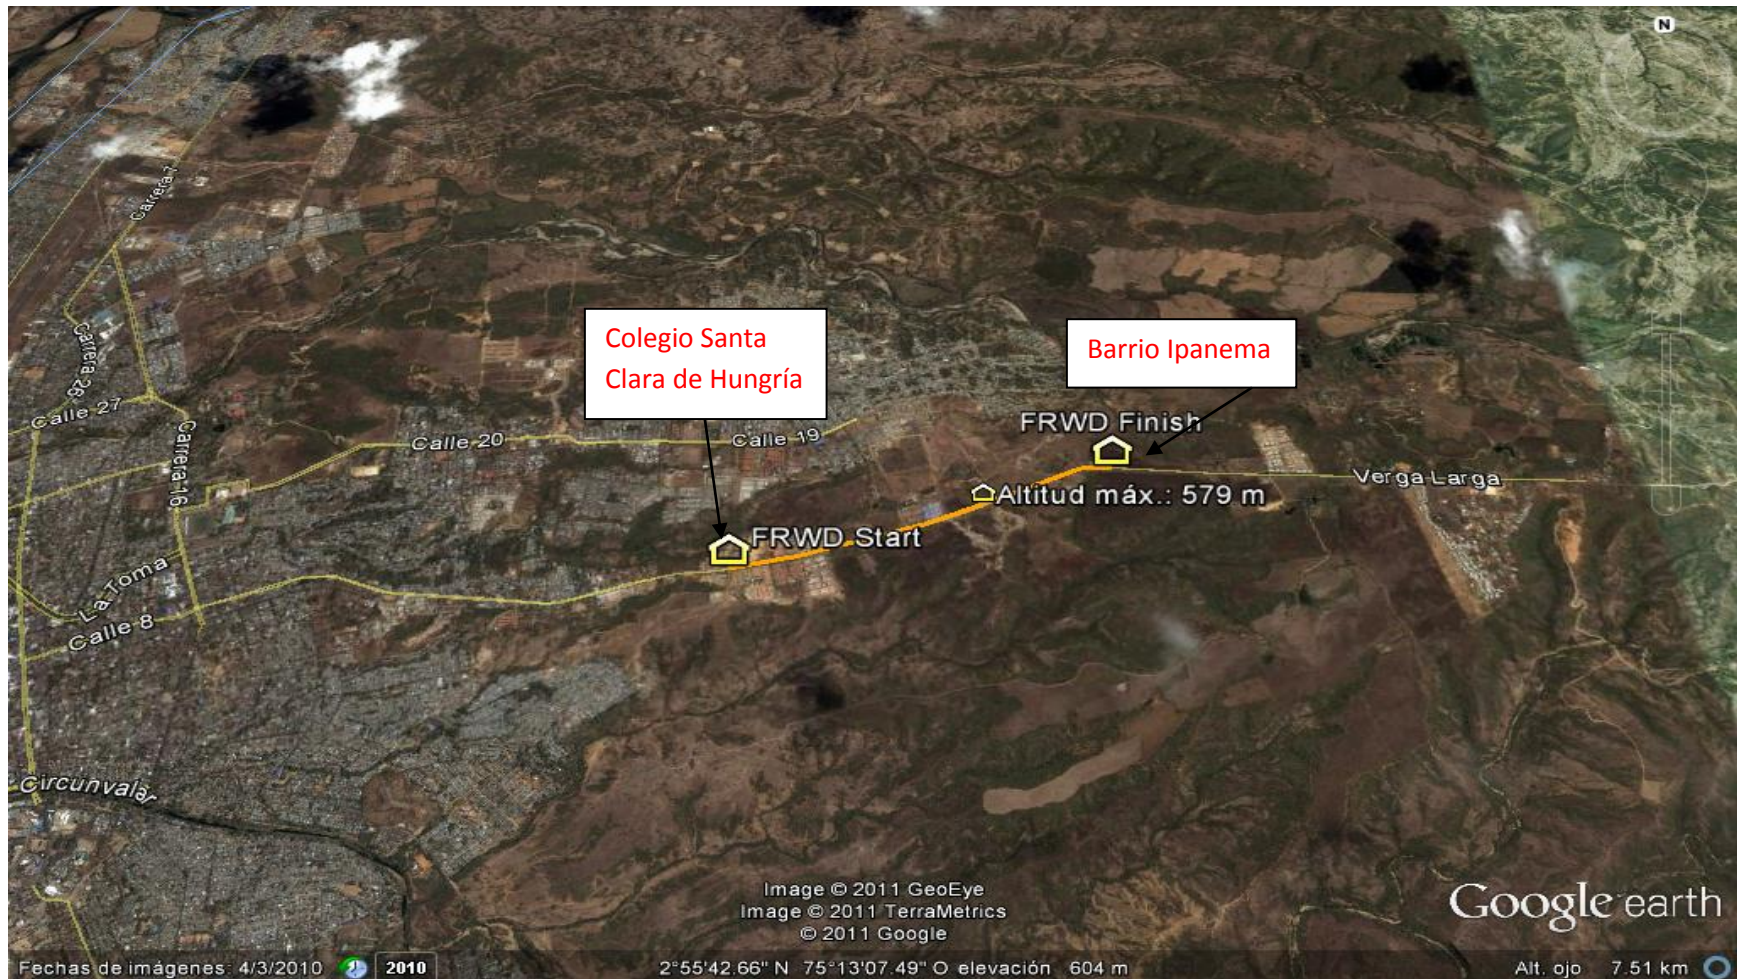 N
Carrera 7
Colegio Santa
Clara de Hungría
Barrio Ipanema
Carrera 26
Calle 27
Carrera 16
Calle 20
Calle 19
FRWD Finish
Verga Larga
Altitud máx.: 579 m
FRWD Start
La Toma
Calle 8
Circunvalar
Image © 2011 GeoEye
Image © 2011 TerraMetrics
© 2011 Google
Google earth
Fechas de imágenes: 4/3/2010
2010
2°55'42.66" N 75°13'07.49" O elevación 604 m
Alt. ojo 7.51 km